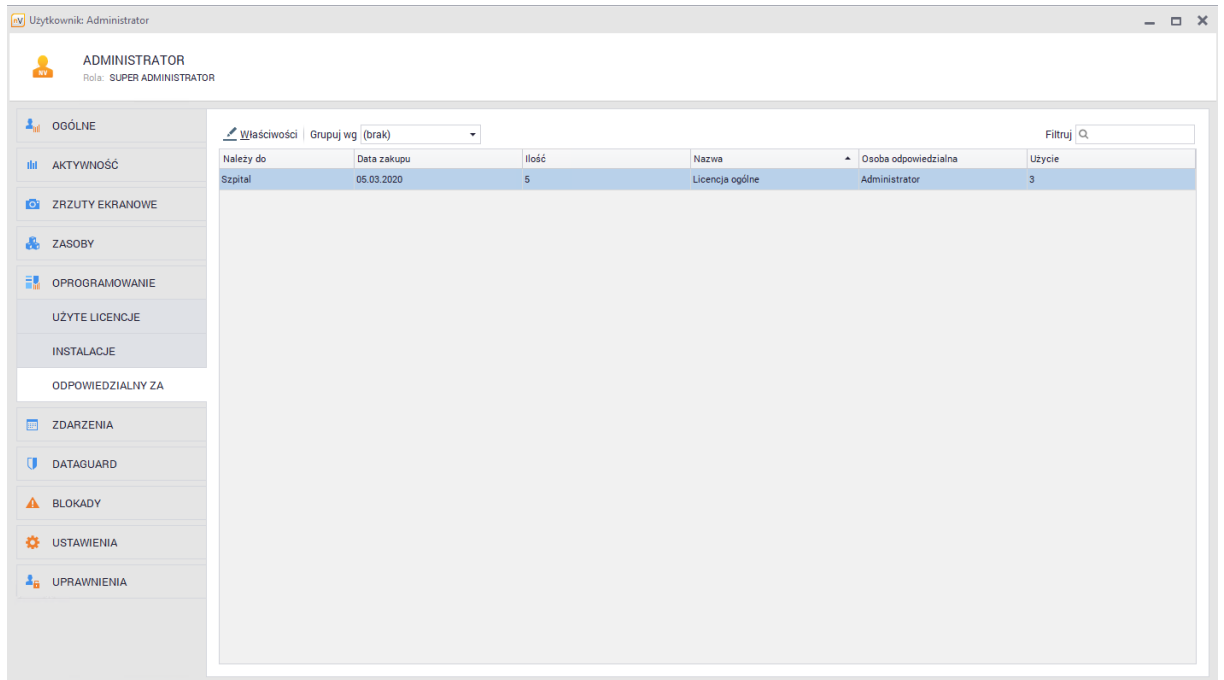 nV Użytkownik: Administrator
ADMINISTRATOR
NV
Rola: SUPER ADMINISTRATOR
OGÓLNE
AKTYWNOŚĆ
ZRZUTY EKRANOWE
ZASOBY
OPROGRAMOWANIE
UŻYTE LICENCJE
INSTALACJE
ODPOWIEDZIALNY ZA
ZDARZENIA
DATAGUARD
BLOKADY
USTAWIENIA
UPRAWNIENIA
Właściwości Grupuj wg (brak) Filtruj
Należy do Data zakupu Ilość Nazwa Osoba odpowiedzialna Użycie
Szpital 05.03.2020 5 Licencja ogólne Administrator 3